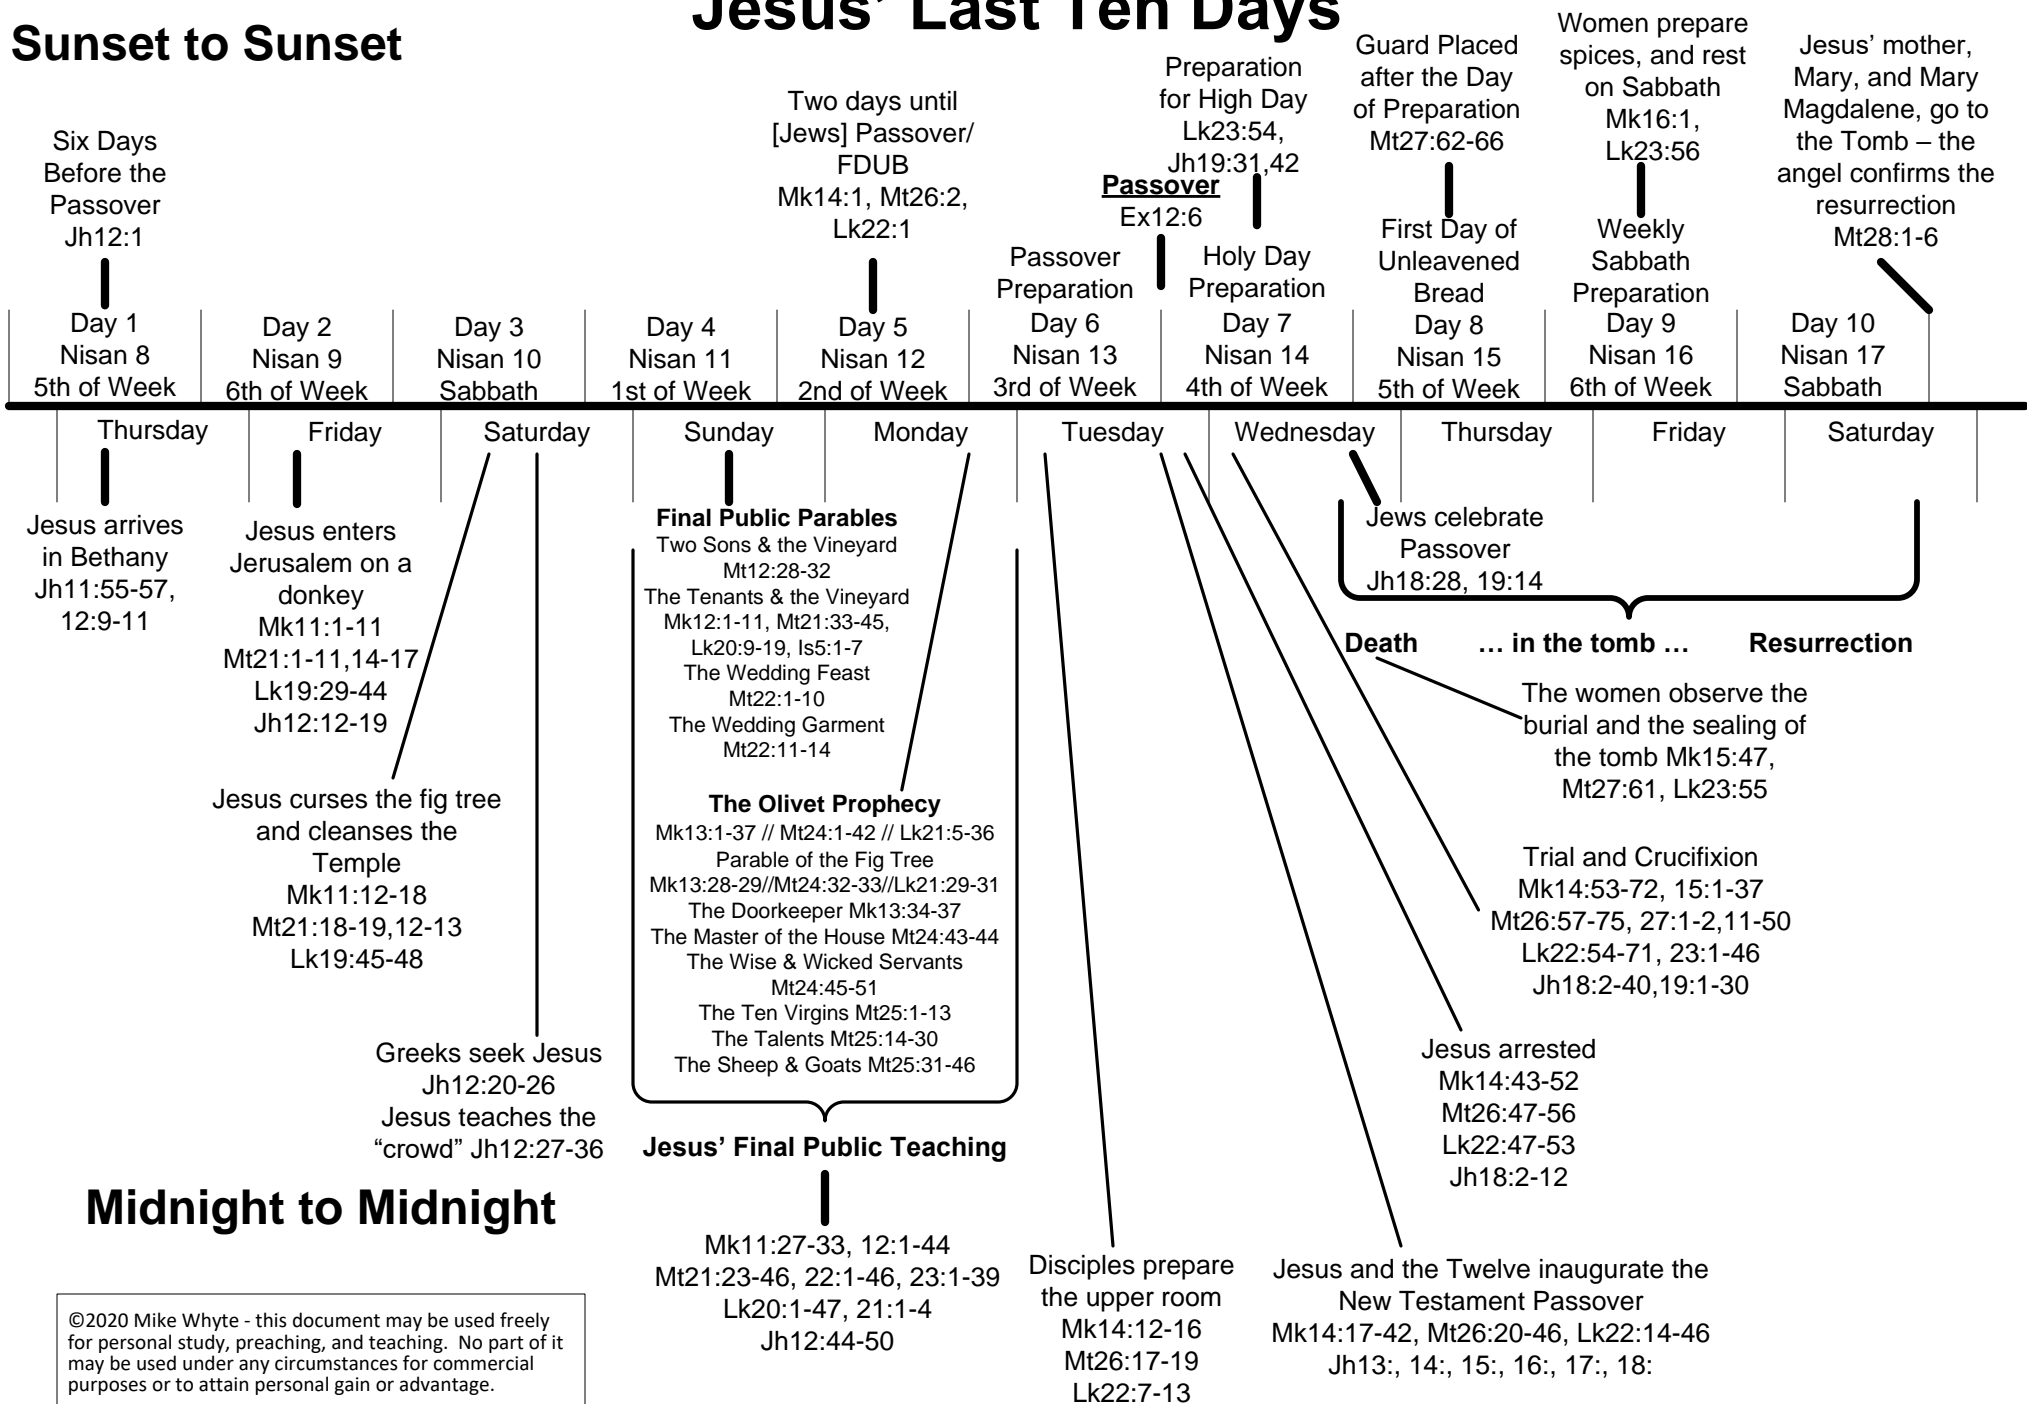 Jesus' Last Ten Days
Sunset to Sunset
Six Days
Before the
Passover
Jh12:1
Two days until
[Jews] Passover/
FDUB
Mk14:1, Mt26:2,
Lk22:1
Passover
Preparation
Passover
Ex12:6
Preparation
for High Day
Lk23:54,
Jh19:31,42
Holy Day
Preparation
Guard Placed
after the Day
of Preparation
Mt27:62-66
First Day of
Unleavened
Bread
Women prepare
spices, and rest
on Sabbath
Mk16:1,
Lk23:56
Weekly
Sabbath
Preparation
Jesus' mother,
Mary, and Mary
Magdalene, go to
the Tomb – the
angel confirms the
resurrection
Mt28:1-6
Day 1
Nisan 8
5th of Week
Day 2
Nisan 9
6th of Week
Day 3
Nisan 10
Sabbath
Day 4
Nisan 11
1st of Week
Day 5
Nisan 12
2nd of Week
Day 6
Nisan 13
3rd of Week
Day 7
Nisan 14
4th of Week
Day 8
Nisan 15
5th of Week
Day 9
Nisan 16
6th of Week
Day 10
Nisan 17
Sabbath
Thursday
Friday
Saturday
Sunday
Monday
Tuesday
Wednesday
Thursday
Friday
Saturday
Jesus arrives
in Bethany
Jh11:55-57,
12:9-11
Jesus enters
Jerusalem on a
donkey
Mk11:1-11
Mt21:1-11,14-17
Lk19:29-44
Jh12:12-19
Jesus curses the fig tree
and cleanses the
Temple
Mk11:12-18
Mt21:18-19,12-13
Lk19:45-48
Greeks seek Jesus
Jh12:20-26
Jesus teaches the
“crowd” Jh12:27-36
Final Public Parables
Two Sons & the Vineyard
Mt12:28-32
The Tenants & the Vineyard
Mk12:1-11, Mt21:33-45,
Lk20:9-19, Is5:1-7
The Wedding Feast
Mt22:1-10
The Wedding Garment
Mt22:11-14
The Olivet Prophecy
Mk13:1-37 // Mt24:1-42 // Lk21:5-36
Parable of the Fig Tree
Mk13:28-29//Mt24:32-33//Lk21:29-31
The Doorkeeper Mk13:34-37
The Master of the House Mt24:43-44
The Wise & Wicked Servants
Mt24:45-51
The Ten Virgins Mt25:1-13
The Talents Mt25:14-30
The Sheep & Goats Mt25:31-46
Jesus' Final Public Teaching
Mk11:27-33, 12:1-44
Mt21:23-46, 22:1-46, 23:1-39
Lk20:1-47, 21:1-4
Jh12:44-50
Disciples prepare
the upper room
Mk14:12-16
Mt26:17-19
Lk22:7-13
Jesus and the Twelve inaugurate the
New Testament Passover
Mk14:17-42, Mt26:20-46, Lk22:14-46
Jh13:, 14:, 15:, 16:, 17:, 18:
Jesus arrested
Mk14:43-52
Mt26:47-56
Lk22:47-53
Jh18:2-12
Trial and Crucifixion
Mk14:53-72, 15:1-37
Mt26:57-75, 27:1-2,11-50
Lk22:54-71, 23:1-46
Jh18:2-40,19:1-30
Jews celebrate
Passover
Jh18:28, 19:14
Death … in the tomb … Resurrection
The women observe the
burial and the sealing of
the tomb Mk15:47,
Mt27:61, Lk23:55
Midnight to Midnight
©2020 Mike Whyte - this document may be used freely
for personal study, preaching, and teaching. No part of it
may be used under any circumstances for commercial
purposes or to attain personal gain or advantage.